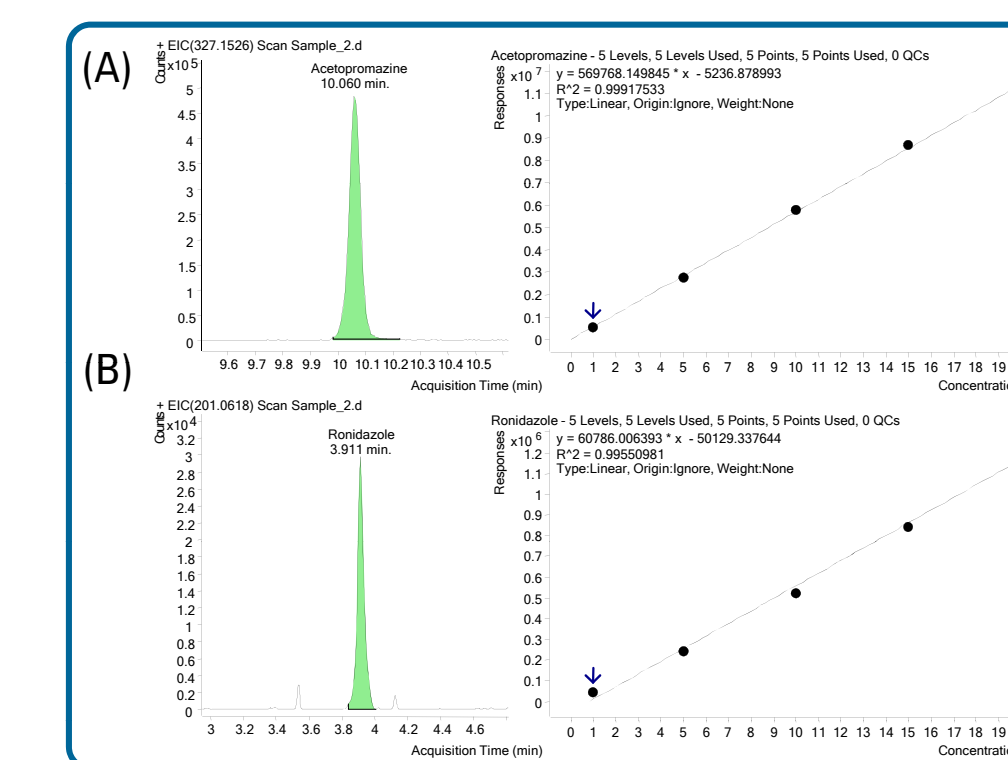 (A)
+ EIC(327.1526) Scan Sample_2.d
Counts
x10 5
Acetopromazine
10.060 min.
5
4.5
4
3.5
3
2.5
2
1.5
1
0.5
0
9.6 9.7 9.8 9.9 10 10.1 10.2 10.3 10.4 10.5
Acquisition Time (min)
Acetopromazine - 5 Levels, 5 Levels Used, 5 Points, 5 Points Used, 0 QCs
Responses
x10 7
y = 569768.149845 * x - 5236.878993
R^2 = 0.99917533
Type:Linear, Origin:Ignore, Weight:None
1.1
1
0.9
0.8
0.7
0.6
0.5
0.4
0.3
0.2
0.1
0
0 1 2 3 4 5 6 7 8 9 10 11 12 13 14 15 16 17 18 19
(B)
+ EIC(201.0618) Scan Sample_2.d
Counts
x10 4
Ronidazole
3.911 min.
3.2
3
2.8
2.6
2.4
2.2
2
1.8
1.6
1.4
1.2
1
0.8
0.6
0.4
0.2
0
3 3.2 3.4 3.6 3.8 4 4.2 4.4 4.6
Acquisition Time (min)
Ronidazole - 5 Levels, 5 Levels Used, 5 Points, 5 Points Used, 0 QCs
Responses
x10 6
y = 60786.006393 * x - 50129.337644
R^2 = 0.99550981
Type:Linear, Origin:Ignore, Weight:None
1.2
1.1
1
0.9
0.8
0.7
0.6
0.5
0.4
0.3
0.2
0.1
0
0 1 2 3 4 5 6 7 8 9 10 11 12 13 14 15 16 17 18 19